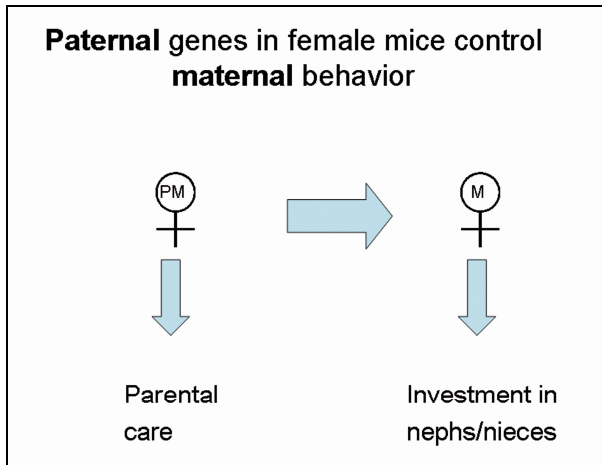 Paternal genes in female mice control
maternal behavior
PM
M
Parental
care
Investment in
nephs/nieces